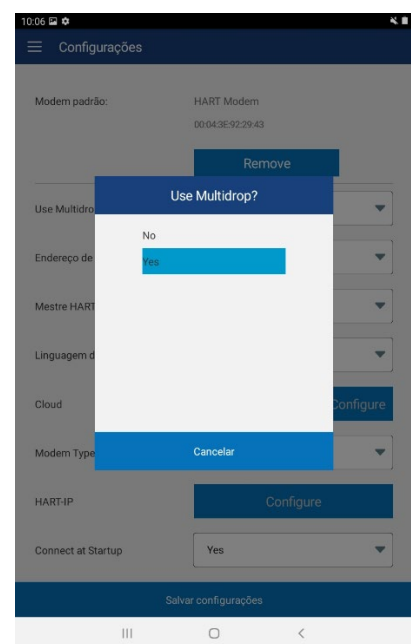 10:06
Configurações
Modem padrão:
HART Modem
00:04:3E:92:29:43
Remove
Use Multidrop?
Use Multidro
No
Yes
Endereço de
Mestre HART
Linguagem d
Cloud
Configure
Modem Type
Cancelar
HART-IP
Configure
Connect at Startup
Yes
Salvar configurações